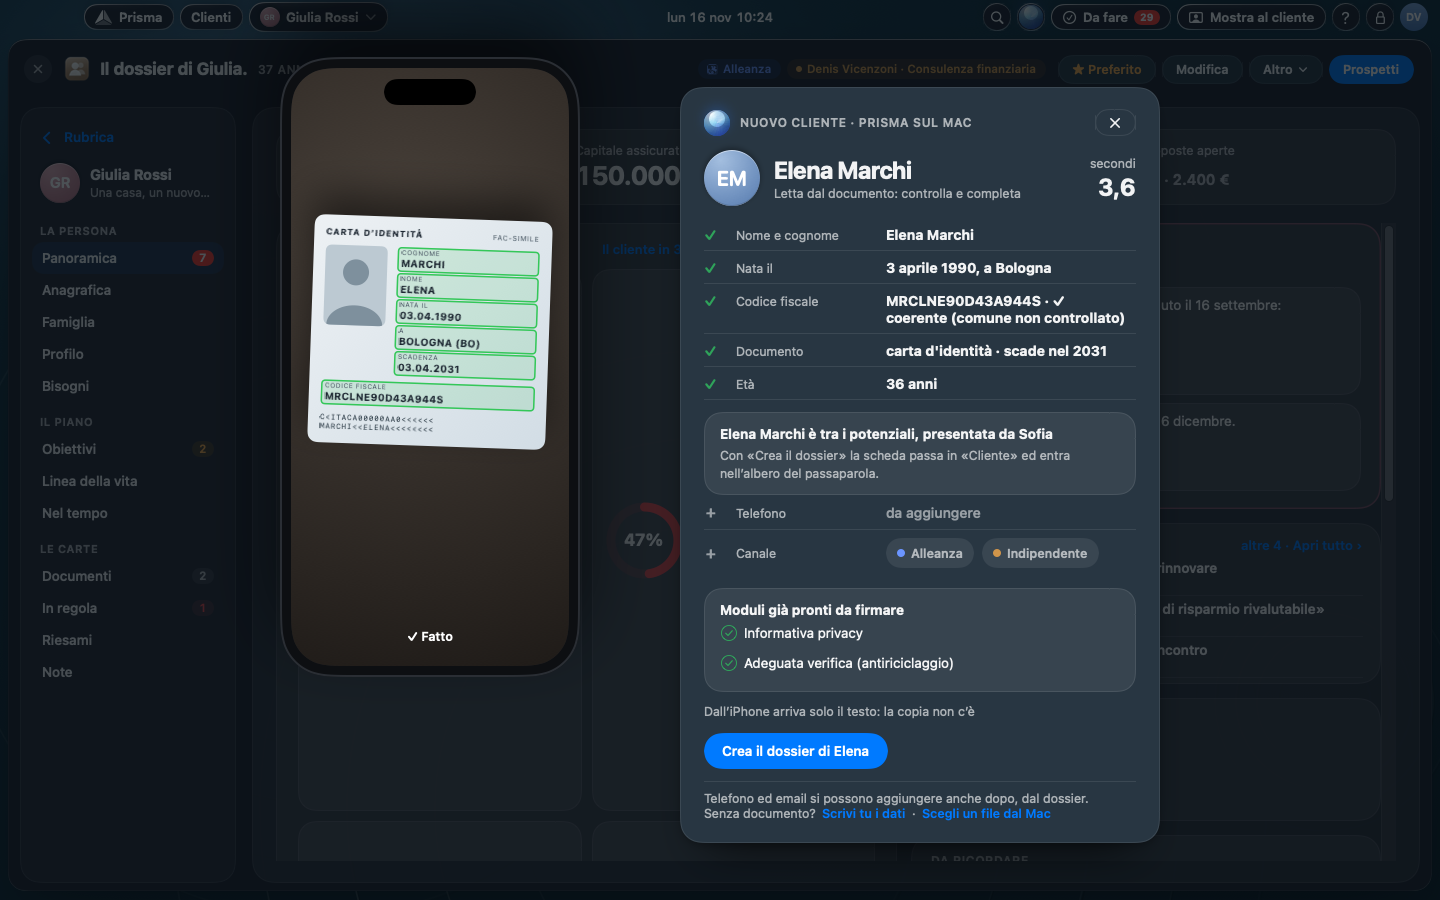 Prisma
Clienti
GR Giulia Rossi
lun 16 nov 10:24
Da fare 29
Mostra al cliente
?
DV
Il dossier di Giulia.
37 AN
Alleanza
Denis Vicenzoni · Consulenza finanziaria
Preferito
Modifica
Altro
Prospetti
Rubrica
GR
Giulia Rossi
Una casa, un nuovo...
LA PERSONA
Panoramica 7
Anagrafica
Famiglia
Profilo
Bisogni
IL PIANO
Obiettivi 2
Linea della vita
Nel tempo
LE CARTE
Documenti 2
In regola 1
Riesami
Note
CARTA D'IDENTITÀ
FAC-SIMILE
COGNOME
MARCHI
NOME
ELENA
NATA IL
03.04.1990
A
BOLOGNA (BO)
SCADENZA
03.04.2031
CODICE FISCALE
MRCLNE90D43A944S
C<ITACA00000AA0<<<<<<
MARCHI<<ELENA<<<<<<<
✓ Fatto
Capitale assicurat
150.000
Il cliente in 3
47%
NUOVO CLIENTE · PRISMA SUL MAC
EM
Elena Marchi
Letta dal documento: controlla e completa
secondi
3,6
Nome e cognome Elena Marchi
Nata il 3 aprile 1990, a Bologna
Codice fiscale MRCLNE90D43A944S · ✓
coerente (comune non controllato)
Documento carta d'identità · scade nel 2031
Età 36 anni
Elena Marchi è tra i potenziali, presentata da Sofia
Con «Crea il dossier» la scheda passa in «Cliente» ed entra
nell'albero del passaparola.
Telefono da aggiungere
Canale Alleanza Indipendente
Moduli già pronti da firmare
Informativa privacy
Adeguata verifica (antiriciclaggio)
Dall'iPhone arriva solo il testo: la copia non c'è
Crea il dossier di Elena
Telefono ed email si possono aggiungere anche dopo, dal dossier.
Senza documento? Scrivi tu i dati · Scegli un file dal Mac
poste aperte
· 2.400 €
uto il 16 settembre:
6 dicembre.
altre 4 · Apri tutto ›
rinnovare
di risparmio rivalutabile»
ncontro
DA RICORDARE